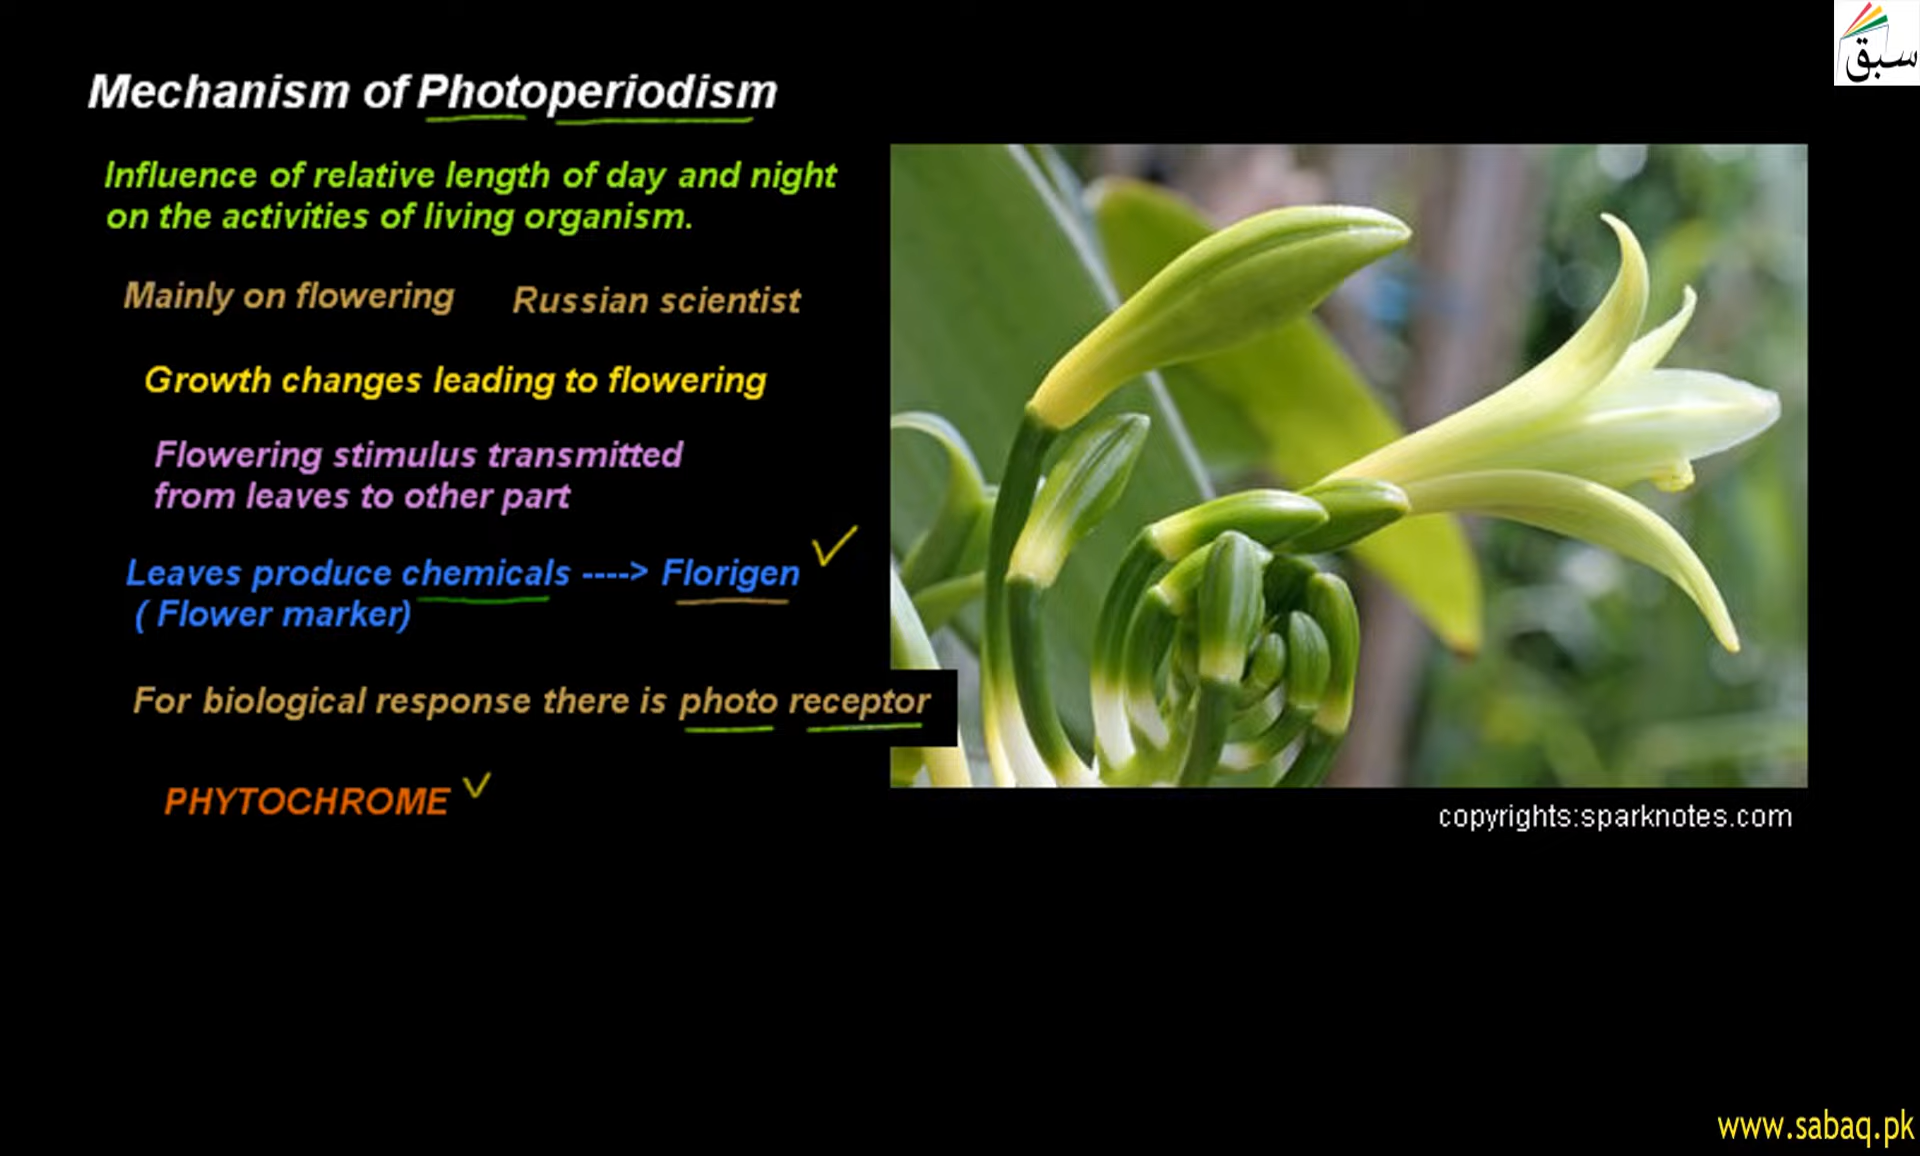 سبق
Mechanism of Photoperiodism
Influence of relative length of day and night
on the activities of living organism.
Mainly on flowering Russian scientist
Growth changes leading to flowering
Flowering stimulus transmitted
from leaves to other part
Leaves produce chemicals ----> Florigen
( Flower marker)
For biological response there is photo receptor
PHYTOCHROME
copyrights:sparknotes.com
www.sabaq.pk